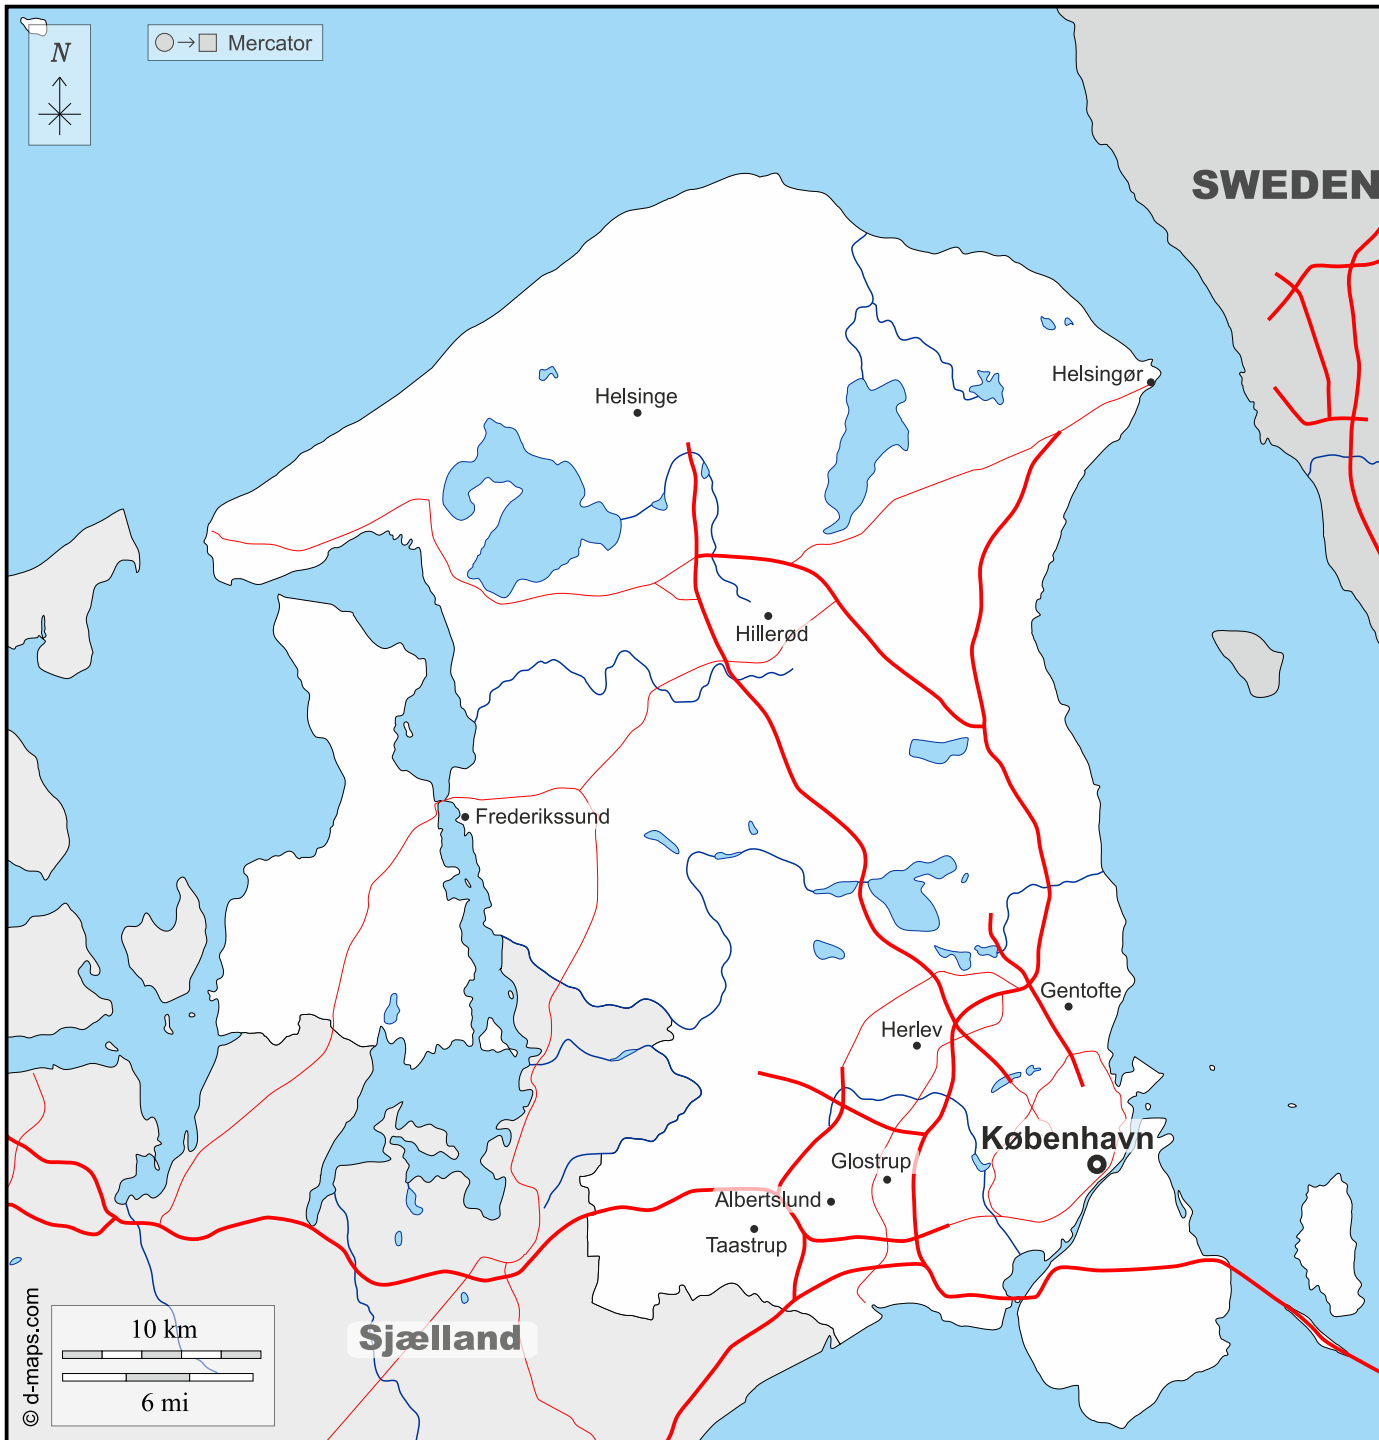 N
Mercator
SWEDEN
Helsingør
Helsinge
Hillerød
Frederikssund
Gentofte
Herlev
København
Glostrup
Albertslund
Taastrup
Sjælland
10 km
6 mi
© d-maps.com